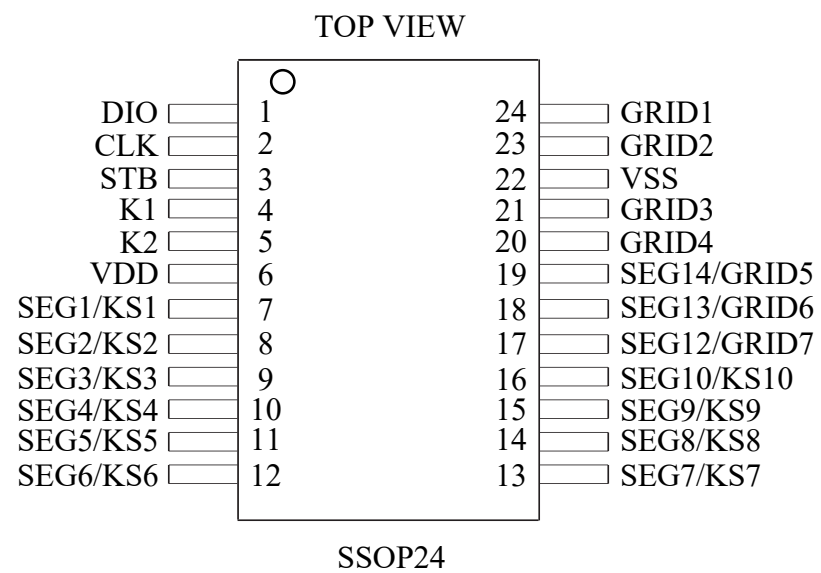 TOP VIEW
DIO 1 24 GRID1
CLK 2 23 GRID2
STB 3 22 VSS
K1 4 21 GRID3
K2 5 20 GRID4
VDD 6 19 SEG14/GRID5
SEG1/KS1 7 18 SEG13/GRID6
SEG2/KS2 8 17 SEG12/GRID7
SEG3/KS3 9 16 SEG10/KS10
SEG4/KS4 10 15 SEG9/KS9
SEG5/KS5 11 14 SEG8/KS8
SEG6/KS6 12 13 SEG7/KS7
SSOP24